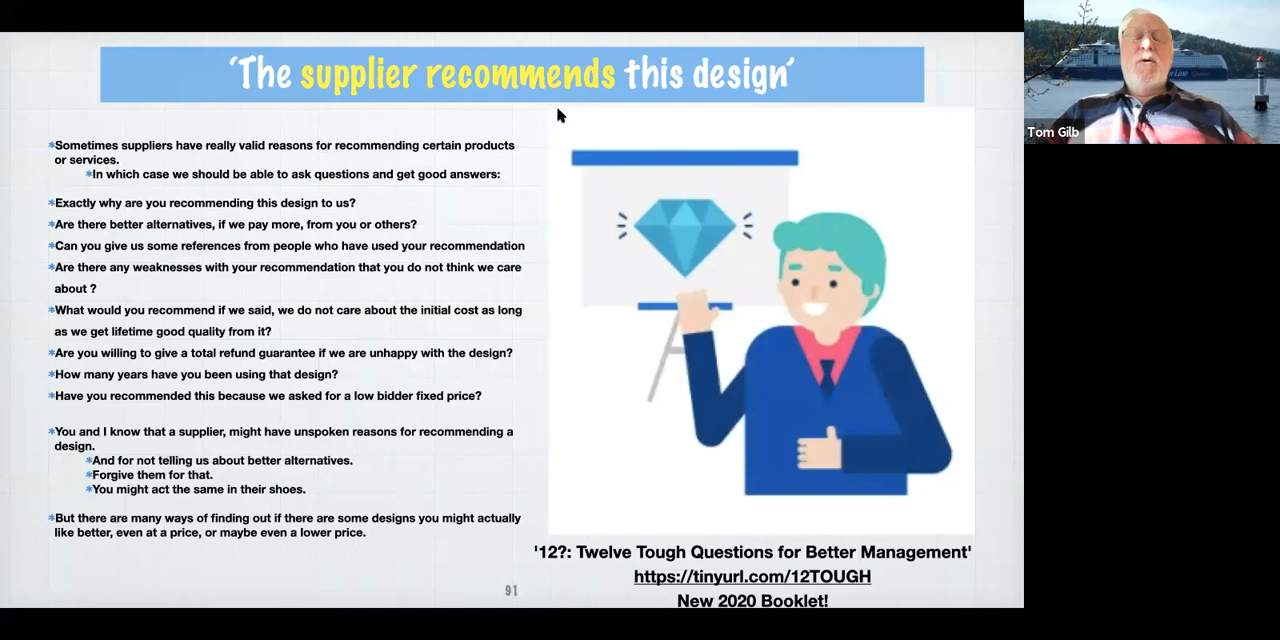 ‘The supplier recommends this design’
*Sometimes suppliers have really valid reasons for recommending certain products
or services.
*In which case we should be able to ask questions and get good answers:
*Exactly why are you recommending this design to us?
*Are there better alternatives, if we pay more, from you or others?
*Can you give us some references from people who have used your recommendation
*Are there any weaknesses with your recommendation that you do not think we care
about ?
*What would you recommend if we said, we do not care about the initial cost as long
as we get lifetime good quality from it?
*Are you willing to give a total refund guarantee if we are unhappy with the design?
*How many years have you been using that design?
*Have you recommended this because we asked for a low bidder fixed price?
*You and I know that a supplier, might have unspoken reasons for recommending a
design.
*And for not telling us about better alternatives.
*Forgive them for that.
*You might act the same in their shoes.
*But there are many ways of finding out if there are some designs you might actually
like better, even at a price, or maybe even a lower price.
91
'12?: Twelve Tough Questions for Better Management'
https://tinyurl.com/12TOUGH
New 2020 Booklet!
Tom Gilb